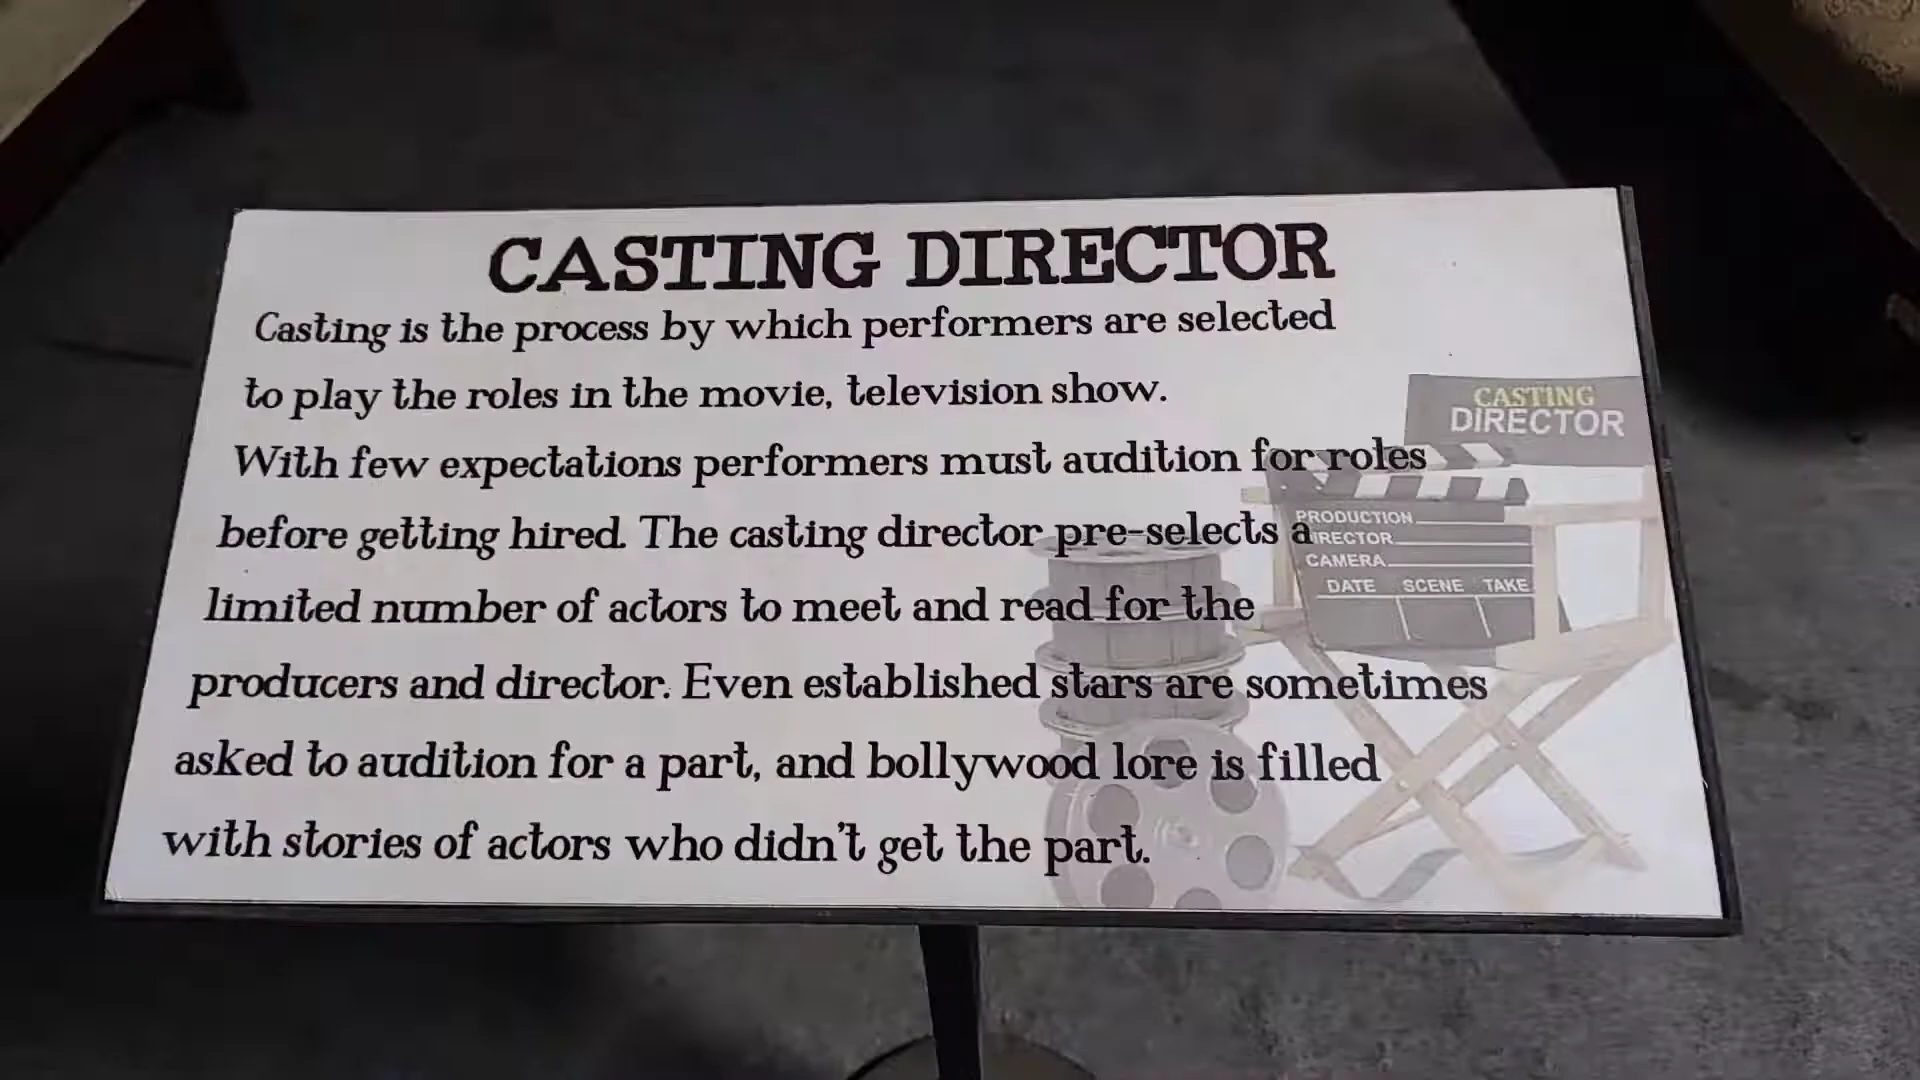 CASTING DIRECTOR
Casting is the process by which performers are selected
to play the roles in the movie, television show.
With few expectations performers must audition for roles
before getting hired. The casting director pre-selects a
limited number of actors to meet and read for the
producers and director. Even established stars are sometimes
asked to audition for a part, and bollywood lore is filled
with stories of actors who didn't get the part.
CASTING
DIRECTOR
PRODUCTION
IRECTOR
CAMERA
DATE SCENE TAKE